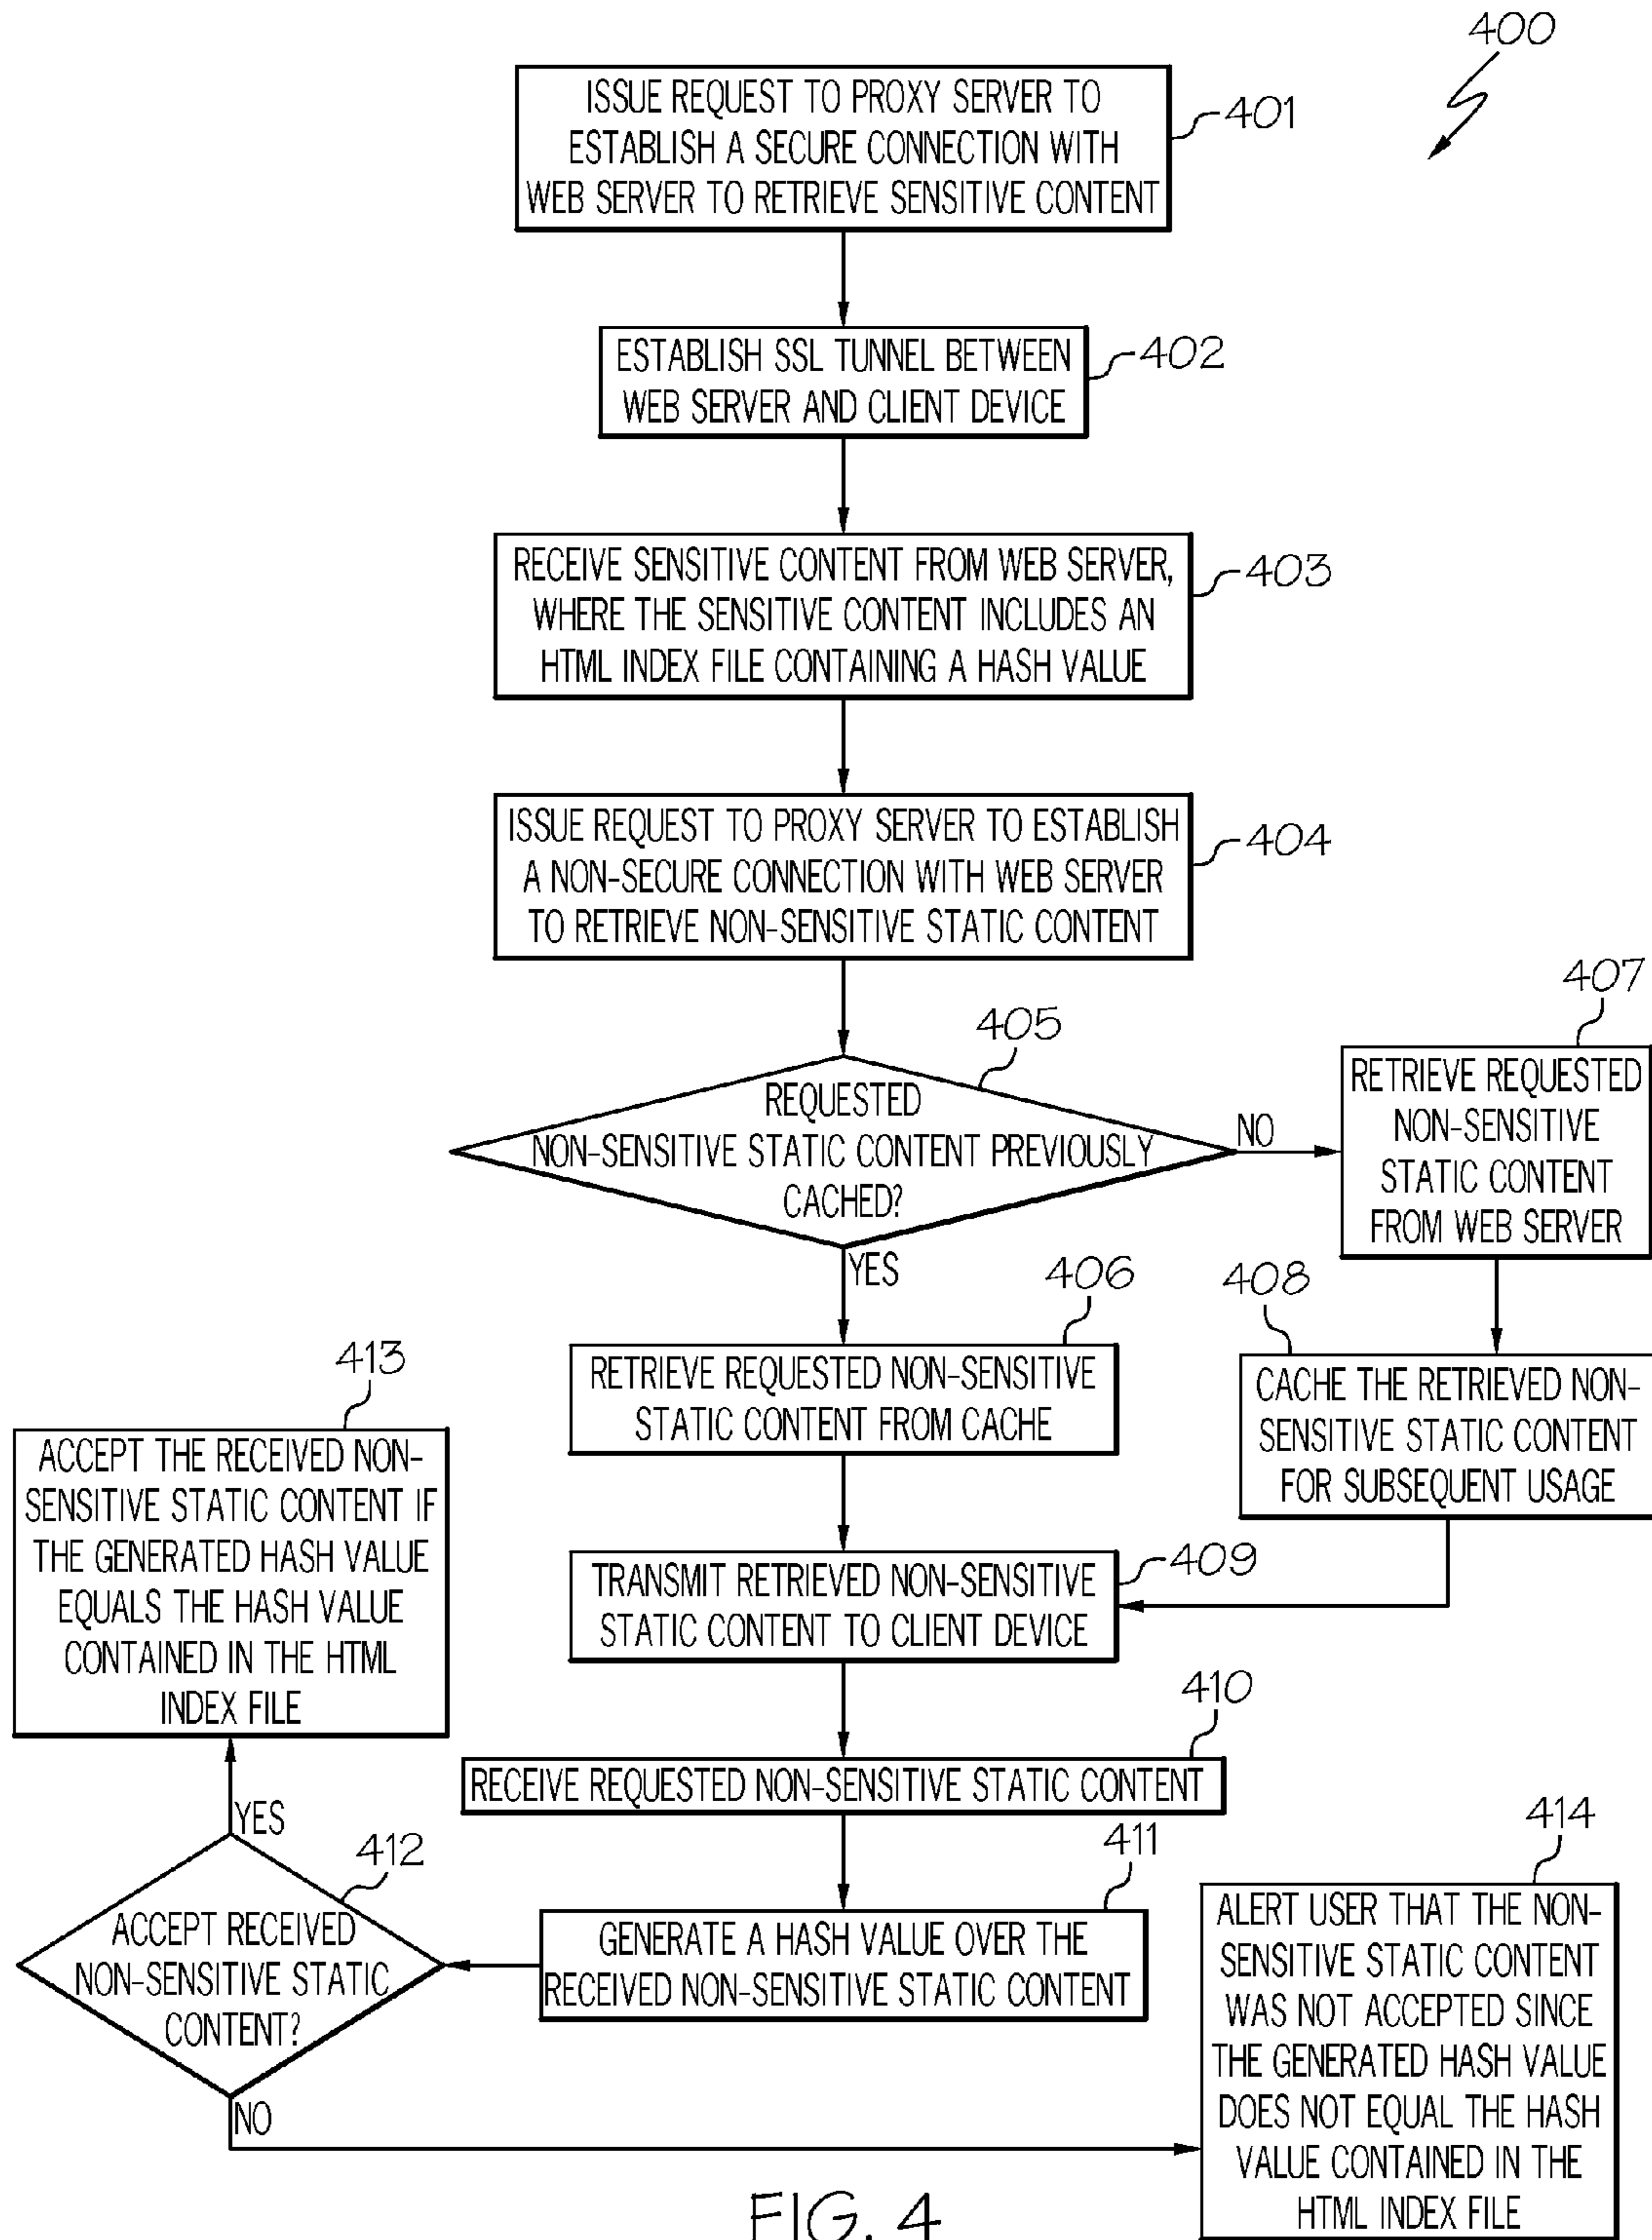 400
ISSUE REQUEST TO PROXY SERVER TO
ESTABLISH A SECURE CONNECTION WITH
WEB SERVER TO RETRIEVE SENSITIVE CONTENT
401
ESTABLISH SSL TUNNEL BETWEEN
WEB SERVER AND CLIENT DEVICE
402
RECEIVE SENSITIVE CONTENT FROM WEB SERVER,
WHERE THE SENSITIVE CONTENT INCLUDES AN
HTML INDEX FILE CONTAINING A HASH VALUE
403
ISSUE REQUEST TO PROXY SERVER TO ESTABLISH
A NON-SECURE CONNECTION WITH WEB SERVER
TO RETRIEVE NON-SENSITIVE STATIC CONTENT
404
405
REQUESTED
NON-SENSITIVE STATIC CONTENT PREVIOUSLY
CACHED?
NO
YES
407
RETRIEVE REQUESTED
NON-SENSITIVE
STATIC CONTENT
FROM WEB SERVER
406
RETRIEVE REQUESTED NON-SENSITIVE
STATIC CONTENT FROM CACHE
408
CACHE THE RETRIEVED NON-
SENSITIVE STATIC CONTENT
FOR SUBSEQUENT USAGE
TRANSMIT RETRIEVED NON-SENSITIVE
STATIC CONTENT TO CLIENT DEVICE
409
410
RECEIVE REQUESTED NON-SENSITIVE STATIC CONTENT
411
GENERATE A HASH VALUE OVER THE
RECEIVED NON-SENSITIVE STATIC CONTENT
412
ACCEPT RECEIVED
NON-SENSITIVE STATIC
CONTENT?
YES
NO
413
ACCEPT THE RECEIVED NON-
SENSITIVE STATIC CONTENT IF
THE GENERATED HASH VALUE
EQUALS THE HASH VALUE
CONTAINED IN THE HTML
INDEX FILE
414
ALERT USER THAT THE NON-
SENSITIVE STATIC CONTENT
WAS NOT ACCEPTED SINCE
THE GENERATED HASH VALUE
DOES NOT EQUAL THE HASH
VALUE CONTAINED IN THE
HTML INDEX FILE
FIG. 4